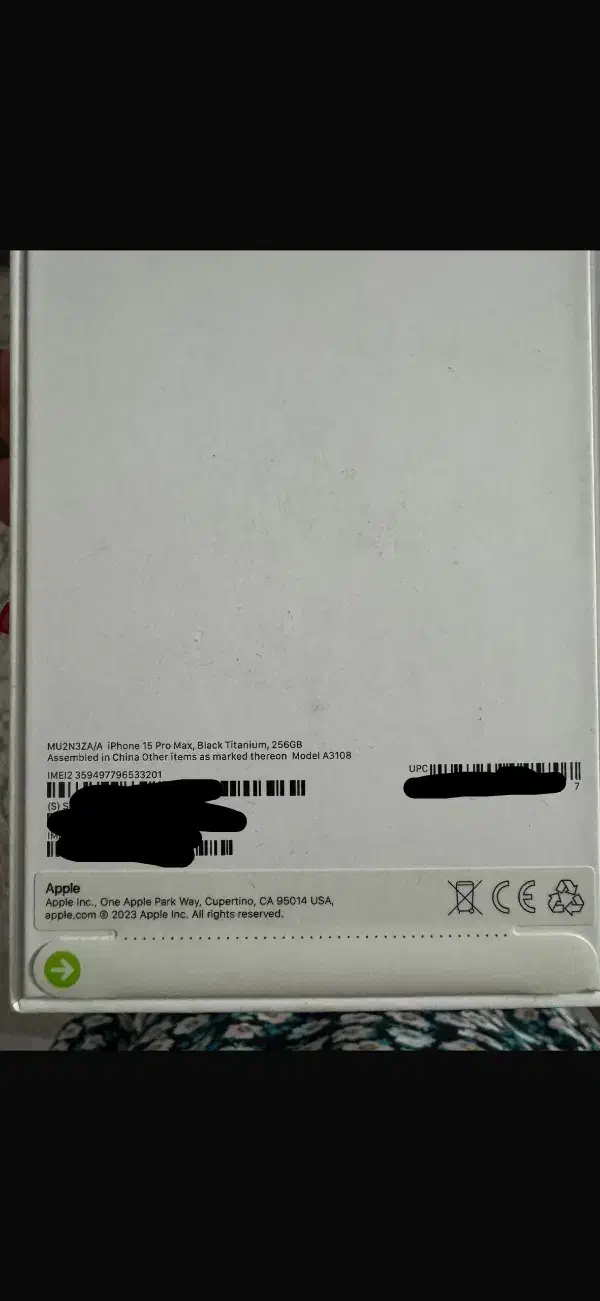 MU2N3ZA/A iPhone 15 Pro Max, Black Titanium, 256GB
Assembled in China Other items as marked thereon Model A3108
IMEI2 359497796533201
UPC
7
(S) S
IM
Apple
Apple Inc., One Apple Park Way, Cupertino, CA 95014 USA,
apple.com © 2023 Apple Inc. All rights reserved.
CE